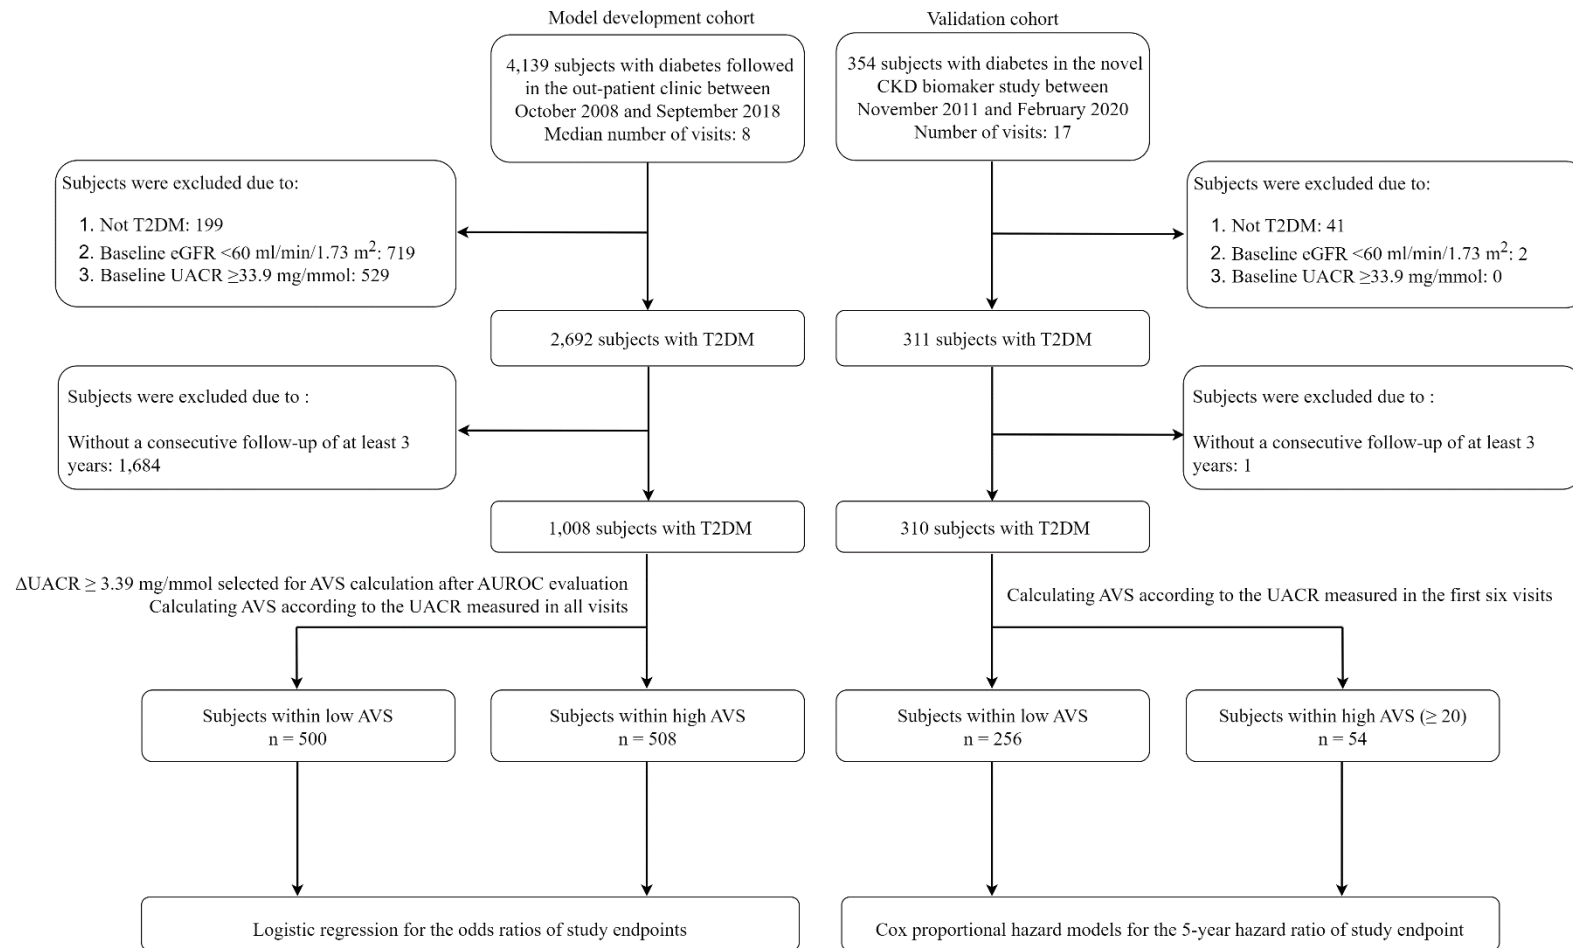 Model development cohort
Validation cohort
4,139 subjects with diabetes followed
in the out-patient clinic between
October 2008 and September 2018
Median number of visits: 8
354 subjects with diabetes in the novel
CKD biomaker study between
November 2011 and February 2020
Number of visits: 17
Subjects were excluded due to:
1. Not T2DM: 199
2. Baseline eGFR <60 ml/min/1.73 m²: 719
3. Baseline UACR ≥33.9 mg/mmol: 529
Subjects were excluded due to:
1. Not T2DM: 41
2. Baseline eGFR <60 ml/min/1.73 m²: 2
3. Baseline UACR ≥33.9 mg/mmol: 0
2,692 subjects with T2DM
311 subjects with T2DM
Subjects were excluded due to :
Without a consecutive follow-up of at least 3
years: 1,684
Subjects were excluded due to :
Without a consecutive follow-up of at least 3
years: 1
1,008 subjects with T2DM
310 subjects with T2DM
ΔUACR ≥ 3.39 mg/mmol selected for AVS calculation after AUROC evaluation
Calculating AVS according to the UACR measured in all visits
Calculating AVS according to the UACR measured in the first six visits
Subjects within low AVS
n = 500
Subjects within high AVS
n = 508
Subjects within low AVS
n = 256
Subjects within high AVS (≥ 20)
n = 54
Logistic regression for the odds ratios of study endpoints
Cox proportional hazard models for the 5-year hazard ratio of study endpoint